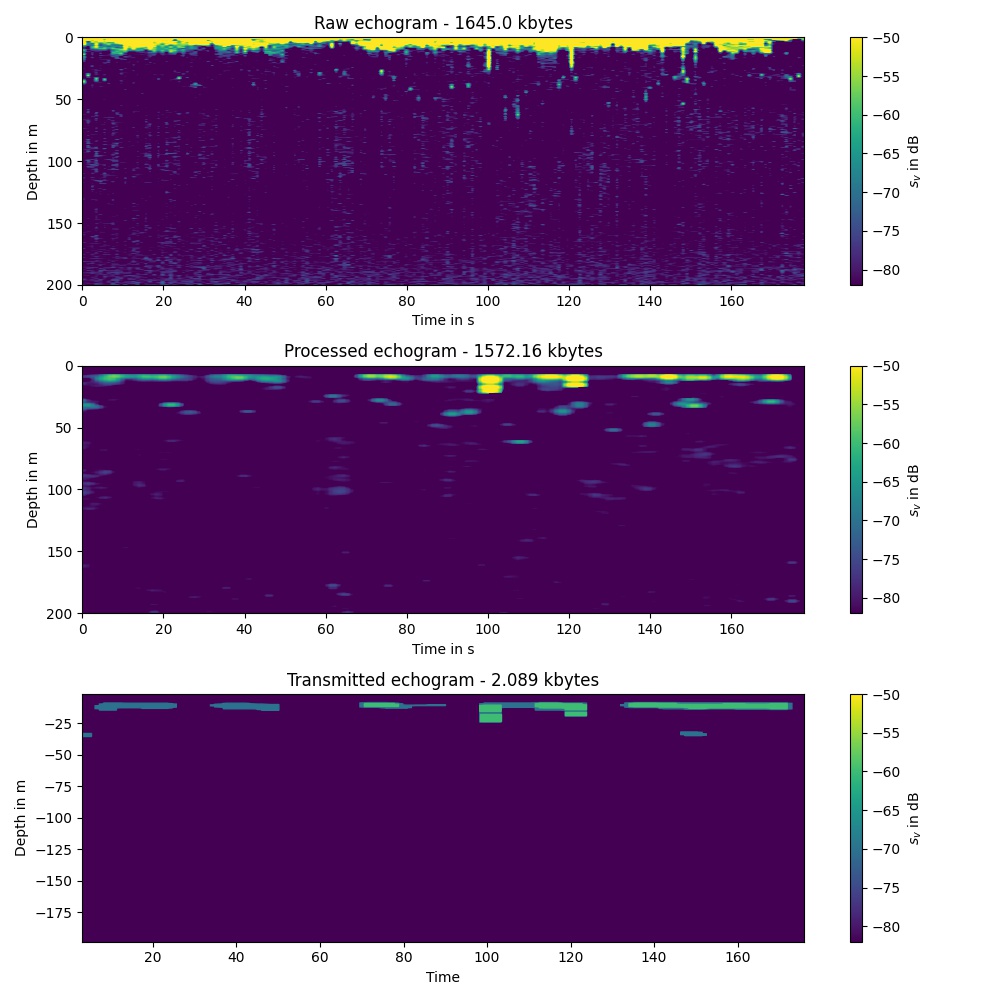 Raw echogram - 1645.0 kbytes
0
50
100
150
200
Depth in m
0 20 40 60 80 100 120 140 160
Time in s
−50
−55
−60
−65
−70
−75
−80
sv in dB
Processed echogram - 1572.16 kbytes
0
50
100
150
200
Depth in m
0 20 40 60 80 100 120 140 160
Time in s
−50
−55
−60
−65
−70
−75
−80
sv in dB
Transmitted echogram - 2.089 kbytes
−25
−50
−75
−100
−125
−150
−175
Depth in m
20 40 60 80 100 120 140 160
Time
−50
−55
−60
−65
−70
−75
−80
sv in dB